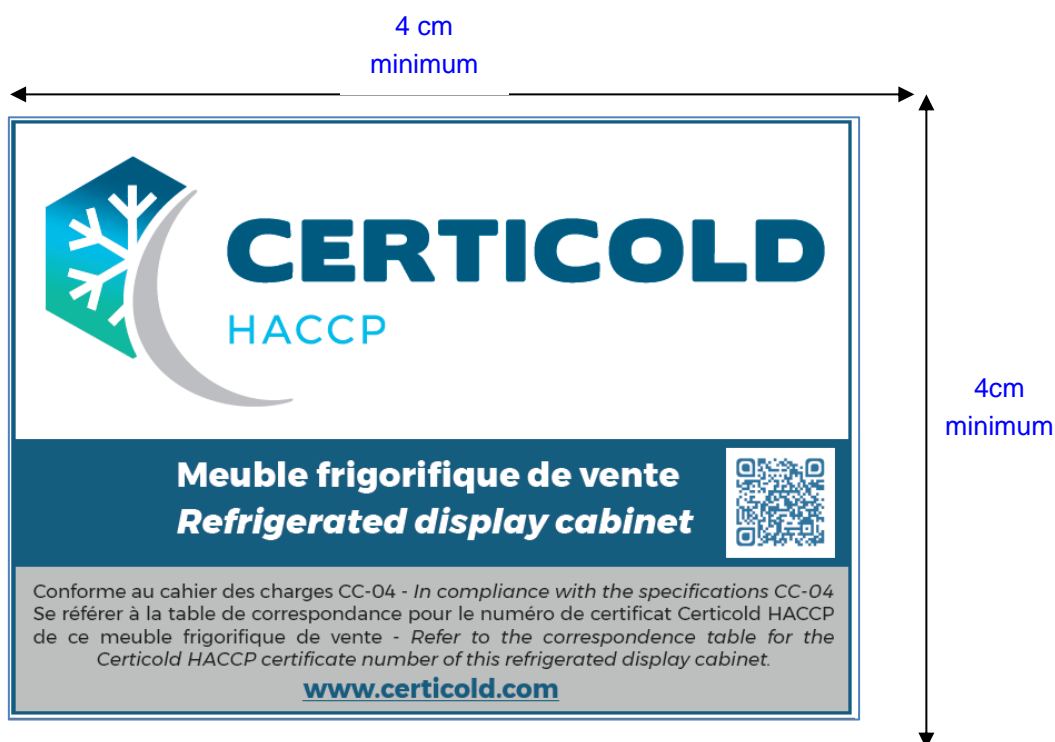 4 cm
minimum
CERTICOLD
HACCP
4cm
minimum
Meuble frigorifique de vente
Refrigerated display cabinet
Conforme au cahier des charges CC-04 - In compliance with the specifications CC-04
Se référer à la table de correspondance pour le numéro de certificat Certicold HACCP
de ce meuble frigorifique de vente - Refer to the correspondence table for the
Certicold HACCP certificate number of this refrigerated display cabinet.
www.certicold.com